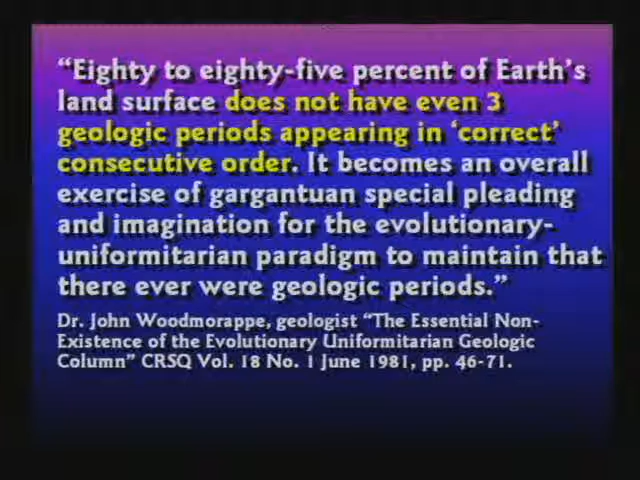 “Eighty to eighty-five percent of Earth’s
land surface does not have even 3
geologic periods appearing in ‘correct’
consecutive order. It becomes an overall
exercise of gargantuan special pleading
and imagination for the evolutionary-
uniformitarian paradigm to maintain that
there ever were geologic periods.”
Dr. John Woodmorappe, geologist “The Essential Non-
Existence of the Evolutionary Uniformitarian Geologic
Column” CRSQ Vol. 18 No. 1 June 1981, pp. 46-71.